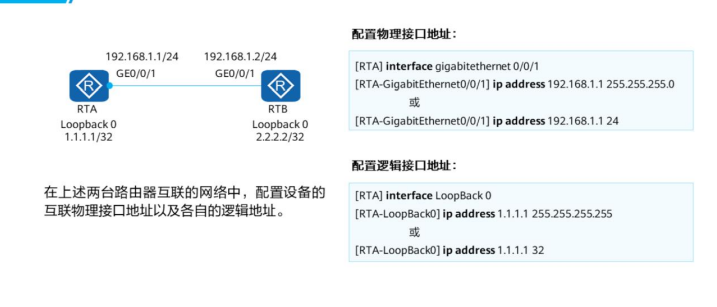 192.168.1.1/24
192.168.1.2/24
GE0/0/1
GE0/0/1
R
R
RTA
RTB
Loopback 0
Loopback 0
1.1.1.1/32
2.2.2.2/32
在上述两台路由器互联的网络中，配置设备的
互联物理接口地址以及各自的逻辑地址。
配置物理接口地址：
[RTA] interface gigabitethernet 0/0/1
[RTA-GigabitEthernet0/0/1] ip address 192.168.1.1 255.255.255.0
或
[RTA-GigabitEthernet0/0/1] ip address 192.168.1.1 24
配置逻辑接口地址：
[RTA] interface LoopBack 0
[RTA-LoopBack0] ip address 1.1.1.1 255.255.255.255
或
[RTA-LoopBack0] ip address 1.1.1.1 32